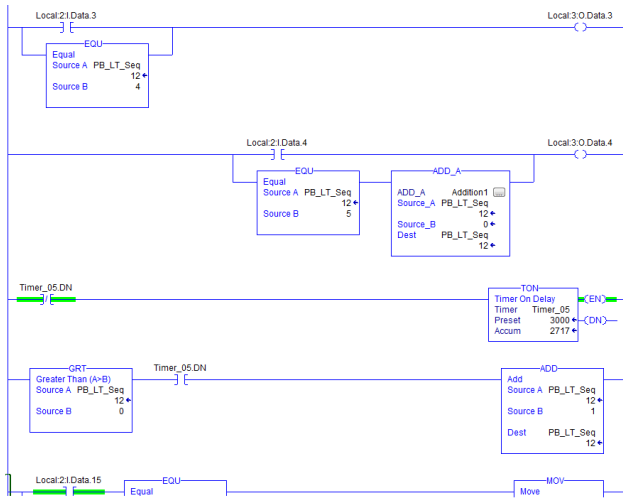 Local:2:I.Data.3 Local:3:O.Data.3
EQU
Equal
Source A PB_LT_Seq
12
Source B 4
Local:2:I.Data.4 Local:3:O.Data.4
EQU
Equal
Source A PB_LT_Seq
12
Source B 5
ADD_A
ADD_A Addition1 ...
Source_A PB_LT_Seq
12
Source_B 0
Dest PB_LT_Seq
12
Timer_05.DN
TON
Timer On Delay
Timer Timer_05
Preset 3000
Accum 2717
EN
DN
GRT
Greater Than (A>B)
Source A PB_LT_Seq
12
Source B 0
Timer_05.DN
ADD
Add
Source A PB_LT_Seq
12
Source B 1
Dest PB_LT_Seq
12
Local:2:I.Data.15
EQU
Equal
MOV
Move